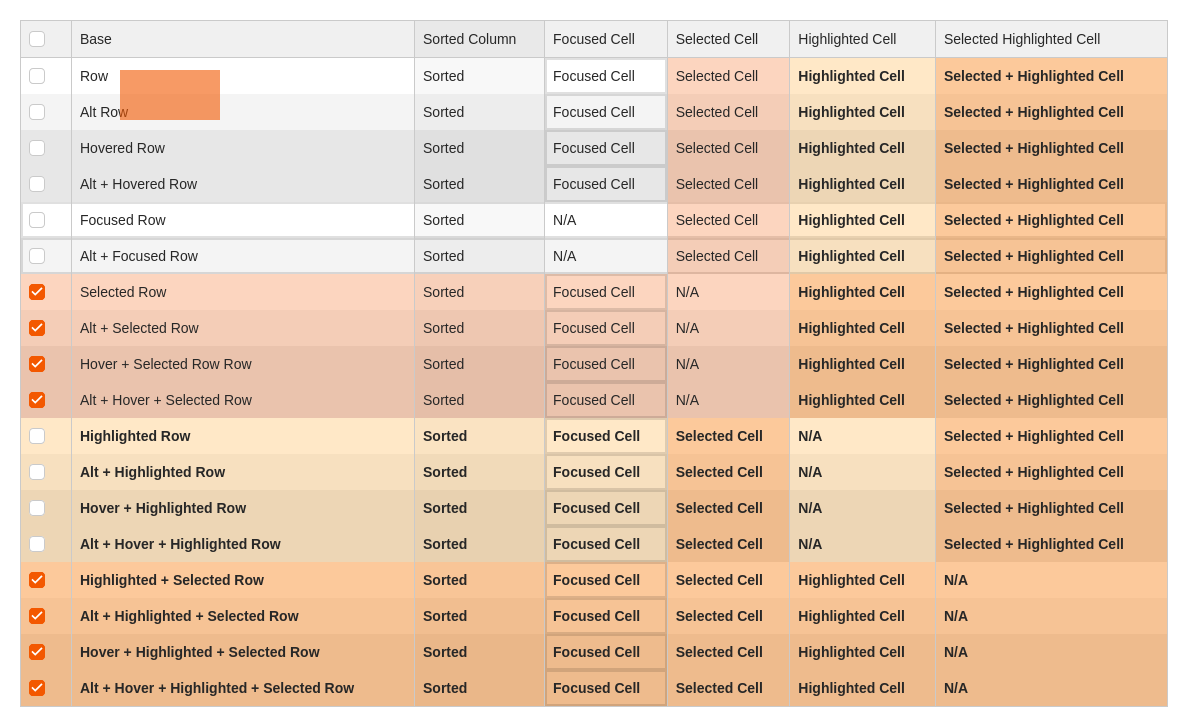 Base Sorted Column Focused Cell Selected Cell Highlighted Cell Selected Highlighted Cell
Row Sorted Focused Cell Selected Cell Highlighted Cell Selected + Highlighted Cell
Alt Row Sorted Focused Cell Selected Cell Highlighted Cell Selected + Highlighted Cell
Hovered Row Sorted Focused Cell Selected Cell Highlighted Cell Selected + Highlighted Cell
Alt + Hovered Row Sorted Focused Cell Selected Cell Highlighted Cell Selected + Highlighted Cell
Focused Row Sorted N/A Selected Cell Highlighted Cell Selected + Highlighted Cell
Alt + Focused Row Sorted N/A Selected Cell Highlighted Cell Selected + Highlighted Cell
Selected Row Sorted Focused Cell N/A Highlighted Cell Selected + Highlighted Cell
Alt + Selected Row Sorted Focused Cell N/A Highlighted Cell Selected + Highlighted Cell
Hover + Selected Row Row Sorted Focused Cell N/A Highlighted Cell Selected + Highlighted Cell
Alt + Hover + Selected Row Sorted Focused Cell N/A Highlighted Cell Selected + Highlighted Cell
Highlighted Row Sorted Focused Cell Selected Cell N/A Selected + Highlighted Cell
Alt + Highlighted Row Sorted Focused Cell Selected Cell N/A Selected + Highlighted Cell
Hover + Highlighted Row Sorted Focused Cell Selected Cell N/A Selected + Highlighted Cell
Alt + Hover + Highlighted Row Sorted Focused Cell Selected Cell N/A Selected + Highlighted Cell
Highlighted + Selected Row Sorted Focused Cell Selected Cell Highlighted Cell N/A
Alt + Highlighted + Selected Row Sorted Focused Cell Selected Cell Highlighted Cell N/A
Hover + Highlighted + Selected Row Sorted Focused Cell Selected Cell Highlighted Cell N/A
Alt + Hover + Highlighted + Selected Row Sorted Focused Cell Selected Cell Highlighted Cell N/A